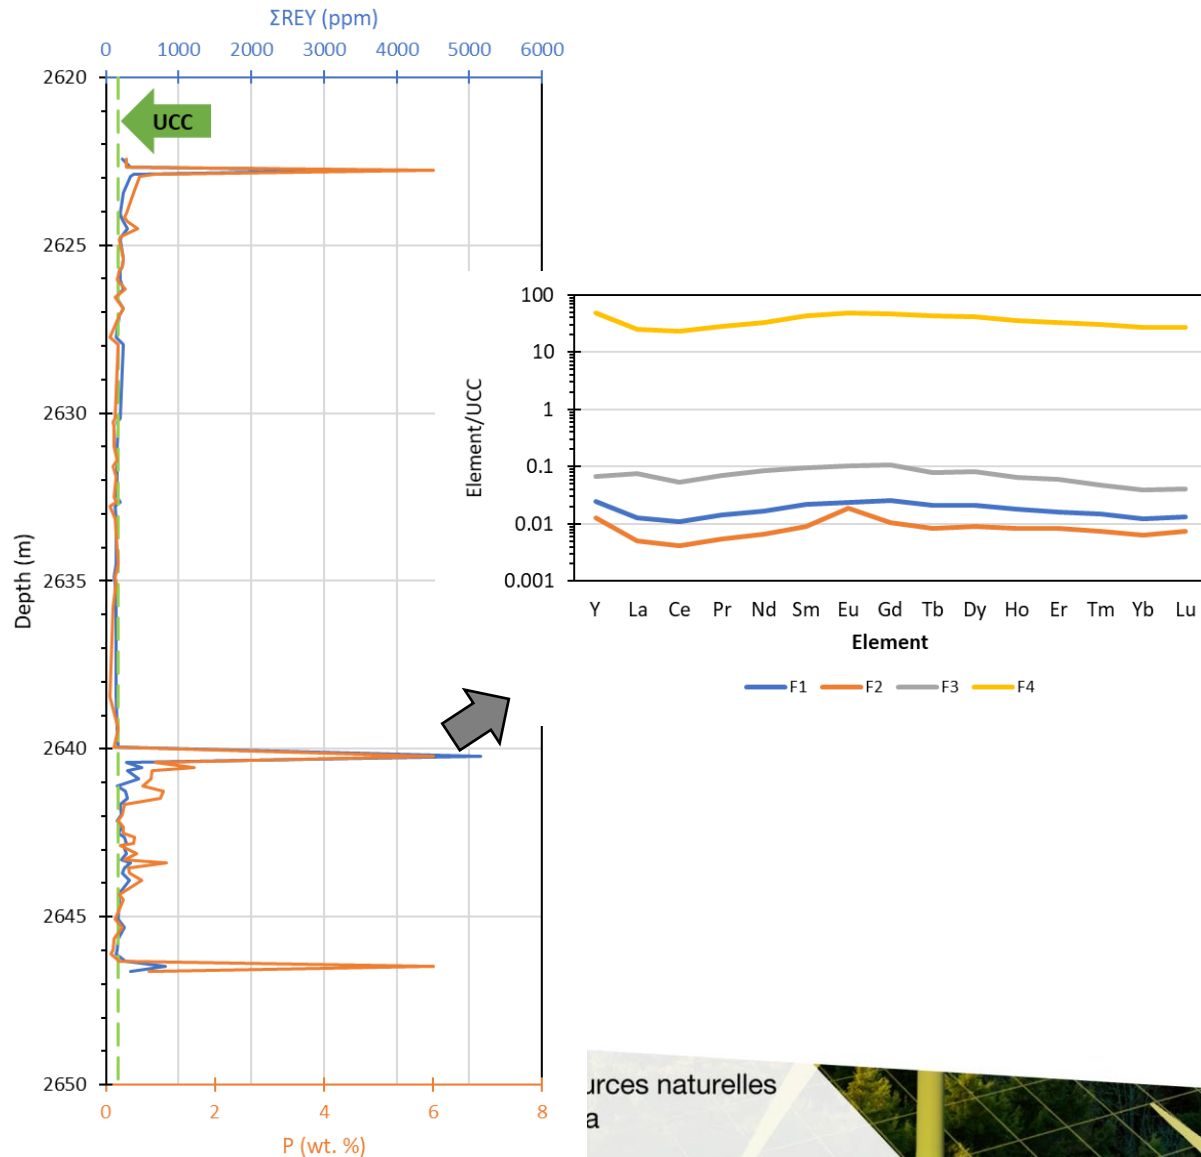 ΣREY (ppm)
0 1000 2000 3000 4000 5000 6000
2620
UCC
2625
2630
2635
2640
2645
2650
Depth (m)
0 2 4 6 8
P (wt. %)
100
10
1
0.1
0.01
0.001
Element/UCC
Y La Ce Pr Nd Sm Eu Gd Tb Dy Ho Er Tm Yb Lu
Element
F1 F2 F3 F4
urces naturelles
a